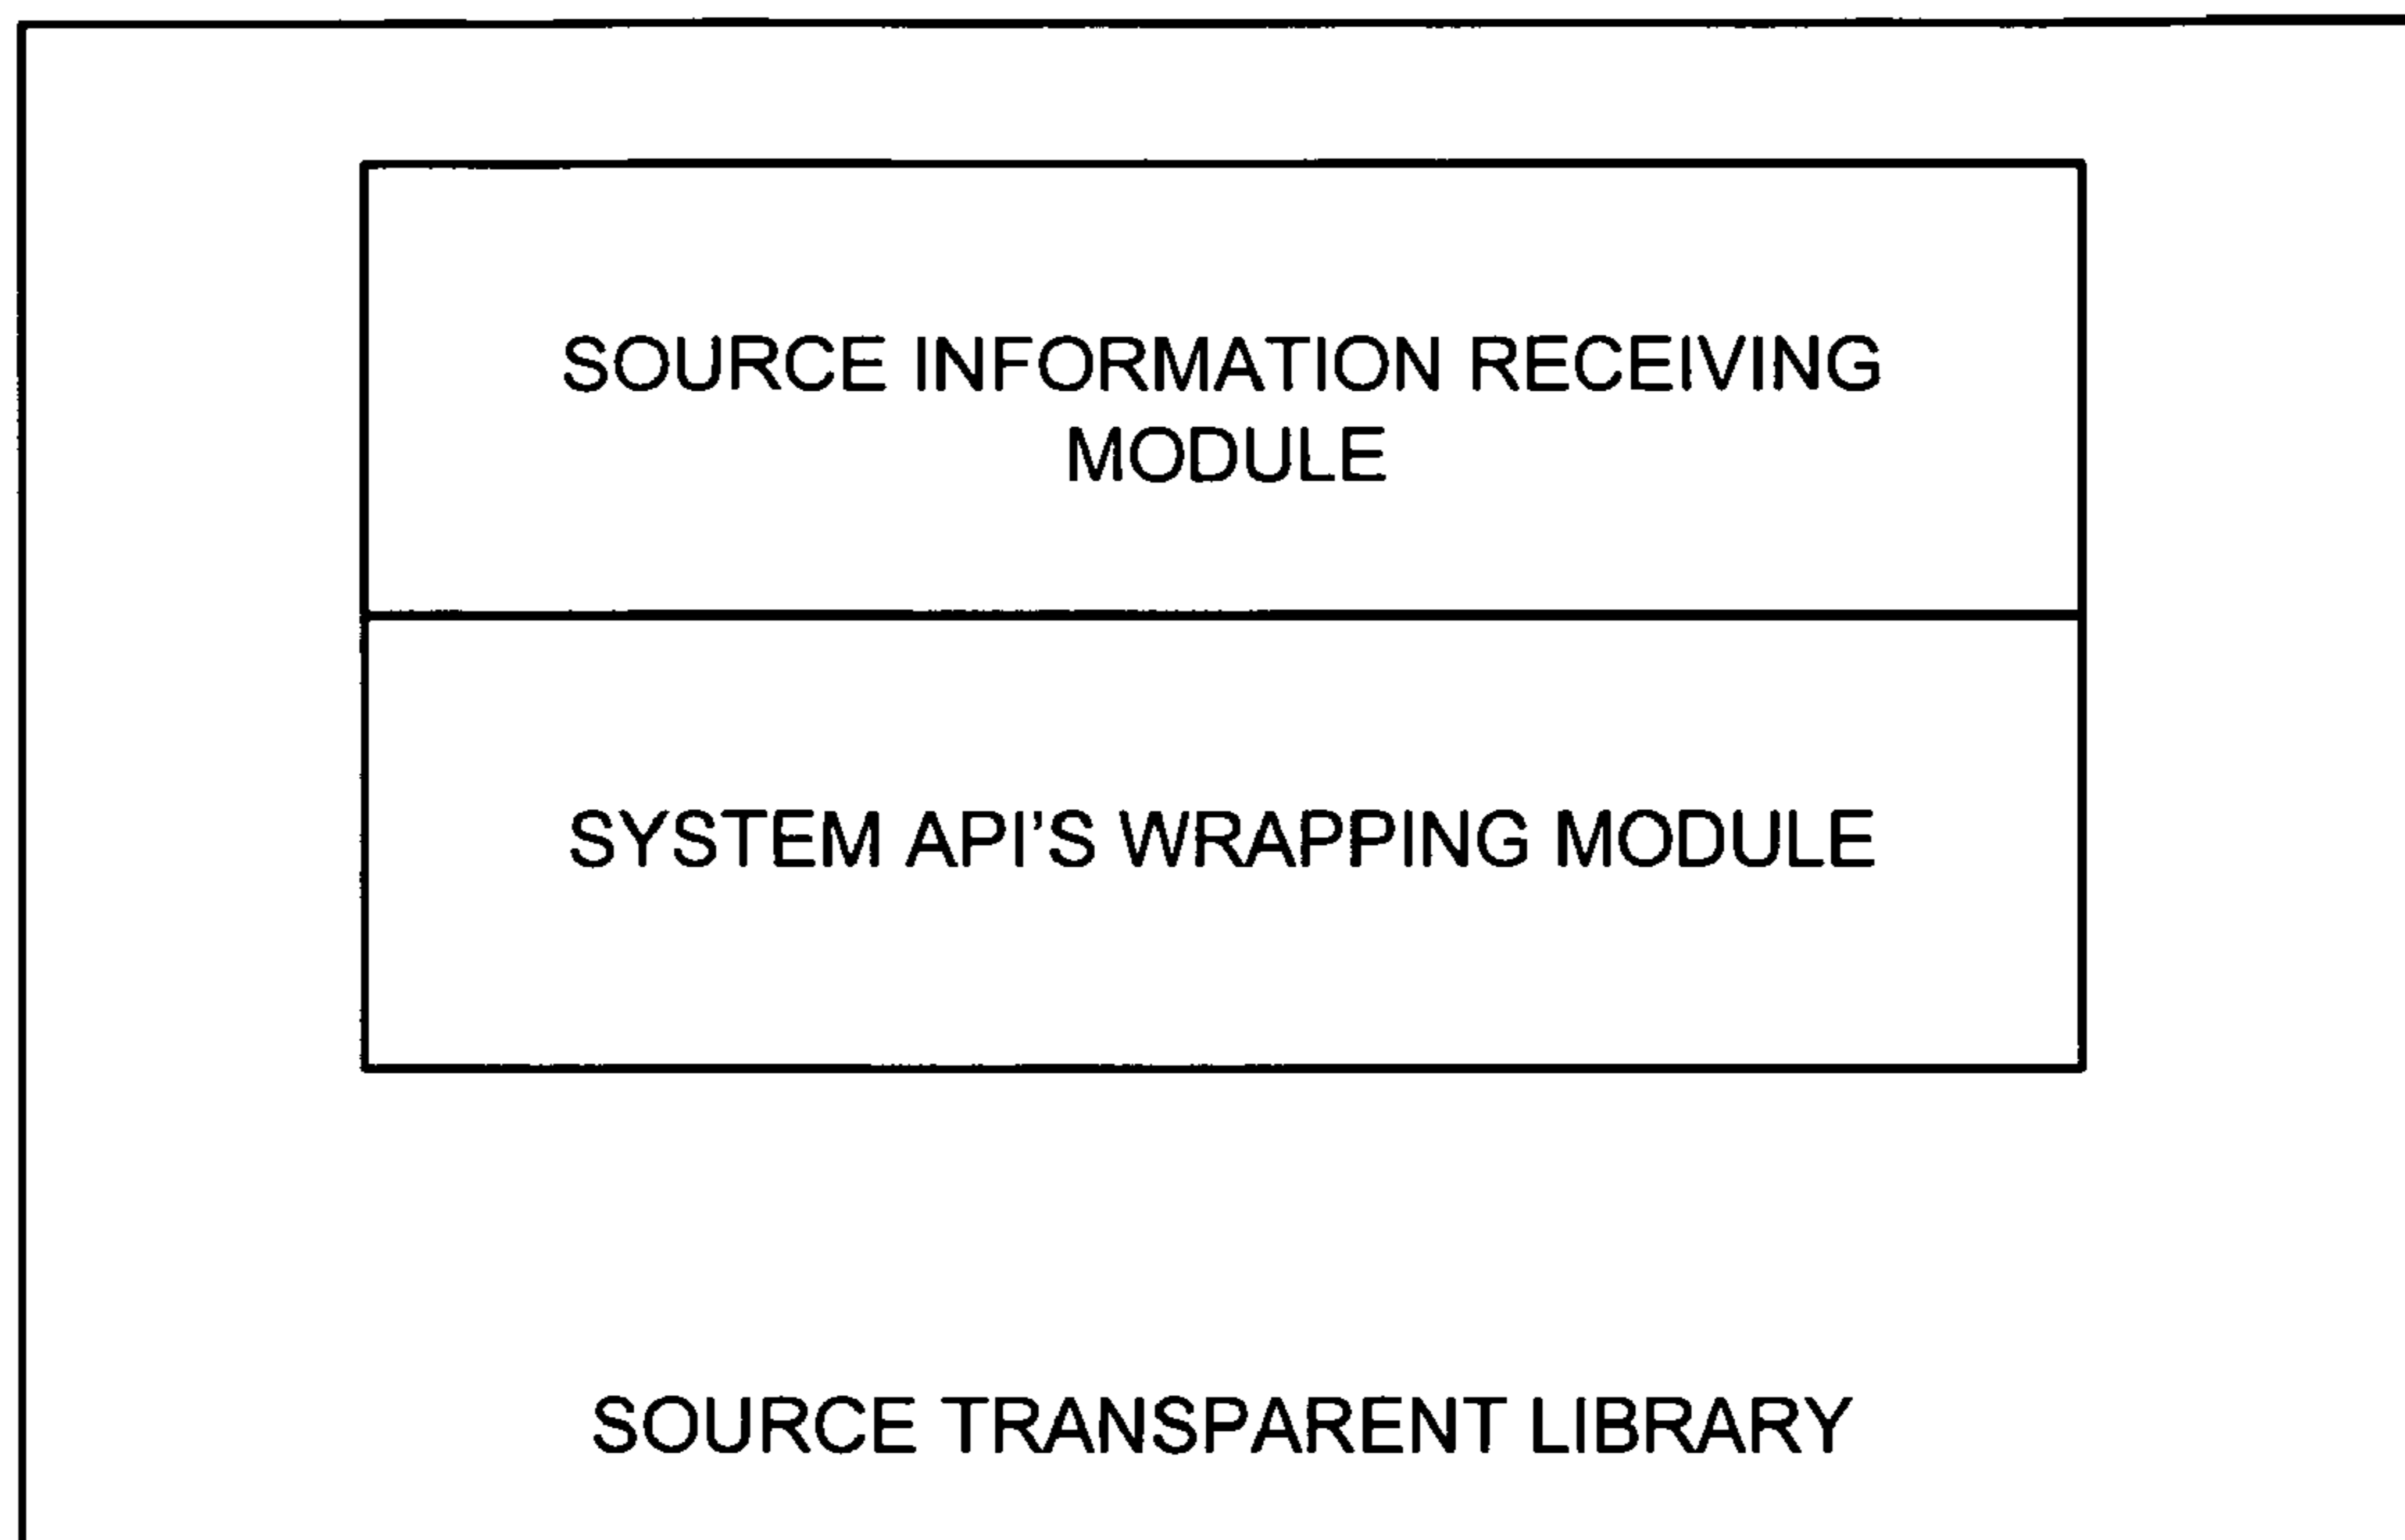 SOURCE INFORMATION RECEIVING
MODULE
SYSTEM API'S WRAPPING MODULE
SOURCE TRANSPARENT LIBRARY